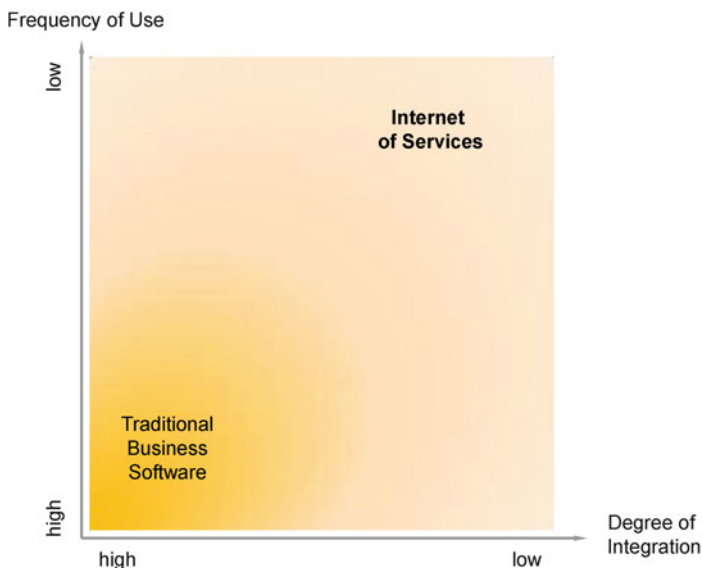 Frequency of Use
low
Internet
of Services
Traditional
Business
Software
high
high
low
Degree of
Integration